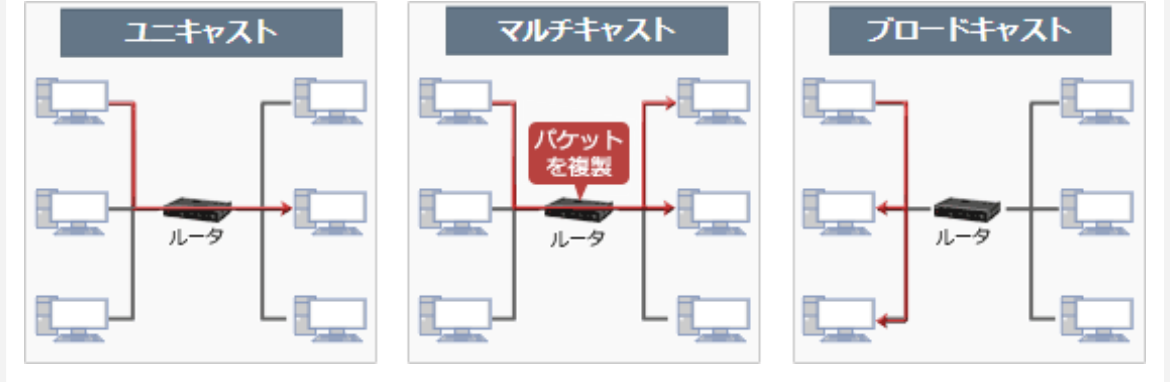 ユニキャスト
マルチキャスト
ブロードキャスト
パケット
を複製
ルータ
ルータ
ルータ